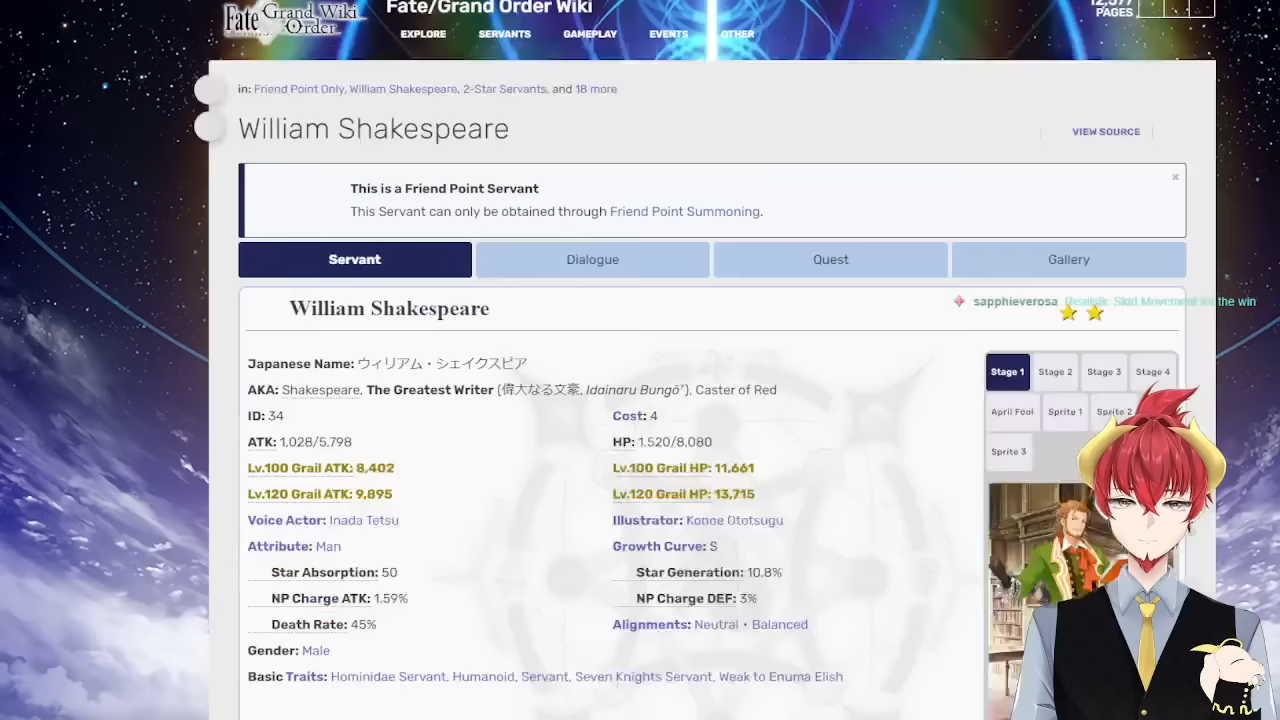 Fate Grand Order Wiki
Fate/Grand Order Wiki
12,577 PAGES
EXPLORE SERVANTS GAMEPLAY EVENTS OTHER
in: Friend Point Only, William Shakespeare, 2-Star Servants, and 18 more
William Shakespeare
VIEW SOURCE
This is a Friend Point Servant
This Servant can only be obtained through Friend Point Summoning.
Servant Dialogue Quest Gallery
William Shakespeare
sapphieverosa Realistic Skirt Movement for the win
Japanese Name: ウィリアム・シェイクスピア
AKA: Shakespeare, The Greatest Writer (偉大なる文豪, Idainaru Bungō?), Caster of Red
ID: 34 Cost: 4
ATK: 1,028/5,798 HP: 1,520/8,080
Lv.100 Grail ATK: 8,402 Lv.100 Grail HP: 11,661
Lv.120 Grail ATK: 9,895 Lv.120 Grail HP: 13,715
Voice Actor: Inada Tetsu Illustrator: Konoe Ototsugu
Attribute: Man Growth Curve: S
Star Absorption: 50 Star Generation: 10.8%
NP Charge ATK: 1.59% NP Charge DEF: 3%
Death Rate: 45% Alignments: Neutral・Balanced
Gender: Male
Basic Traits: Hominidae Servant, Humanoid, Servant, Seven Knights Servant, Weak to Enuma Elish
Stage 1 Stage 2 Stage 3 Stage 4
April Fool Sprite 1 Sprite 2
Sprite 3